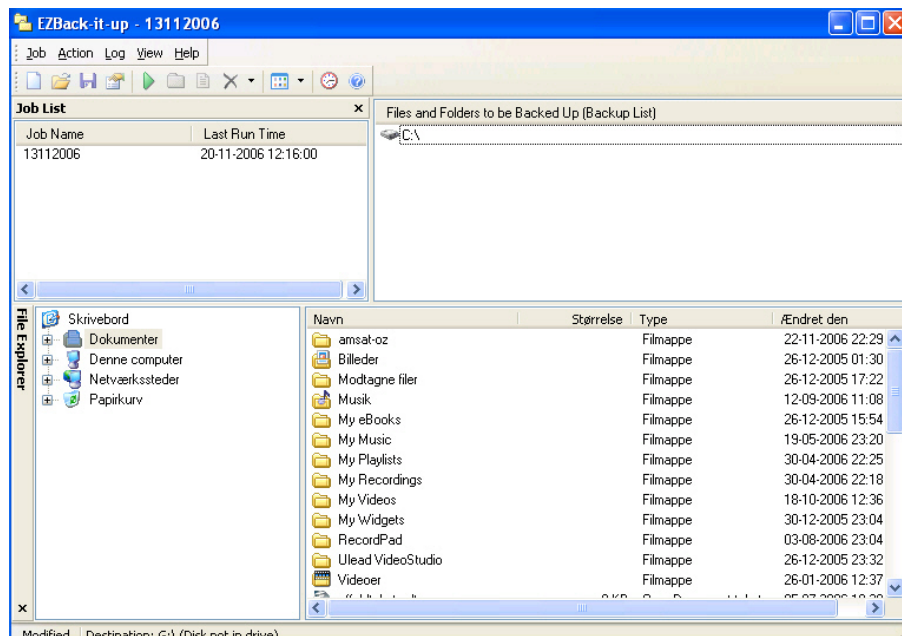 EZBack-it-up - 13112006
Job Action Log View Help
Job List
Files and Folders to be Backed Up (Backup List)
Job Name Last Run Time
C:\
13112006 20-11-2006 12:16:00
File Explorer
Skrivebord
Dokumenter
Denne computer
Netværkssteder
Papirkurv
Navn Størrelse Type Ændret den
amsat-oz Filmappe 22-11-2006 22:29
Billeder Filmappe 26-12-2005 01:30
Modtagne filer Filmappe 26-12-2005 17:22
Musik Filmappe 12-09-2006 11:08
My eBooks Filmappe 26-12-2005 15:54
My Music Filmappe 19-05-2006 23:20
My Playlists Filmappe 30-04-2006 22:25
My Recordings Filmappe 30-04-2006 22:18
My Videos Filmappe 18-10-2006 12:36
My Widgets Filmappe 30-12-2005 23:04
RecordPad Filmappe 03-08-2006 23:04
Ulead VideoStudio Filmappe 26-12-2005 23:32
Videoer Filmappe 26-01-2006 12:37
Modified Destination: G:\ (Disk not in drive)